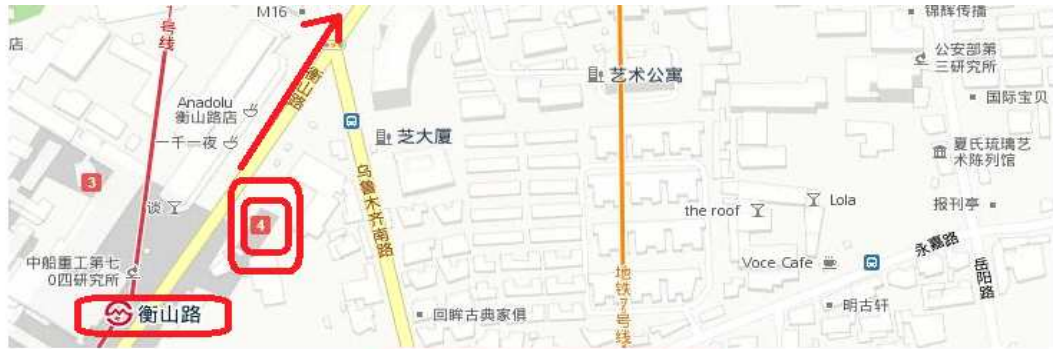 1号线
M16
店
衡山路
Anadolu
衡山路店
一千一夜
3
谈
4
中船重工第七
0四研究所
衡山路
芝大厦
乌鲁木齐南路
回眸古典家俱
艺术公寓
地铁7号线
the roof
Lola
Voce Cafe
永嘉路
岳阳路
明古轩
锦辉传播
公安部第
三研究所
国际宝贝
夏氏琉璃艺
术陈列馆
报刊亭